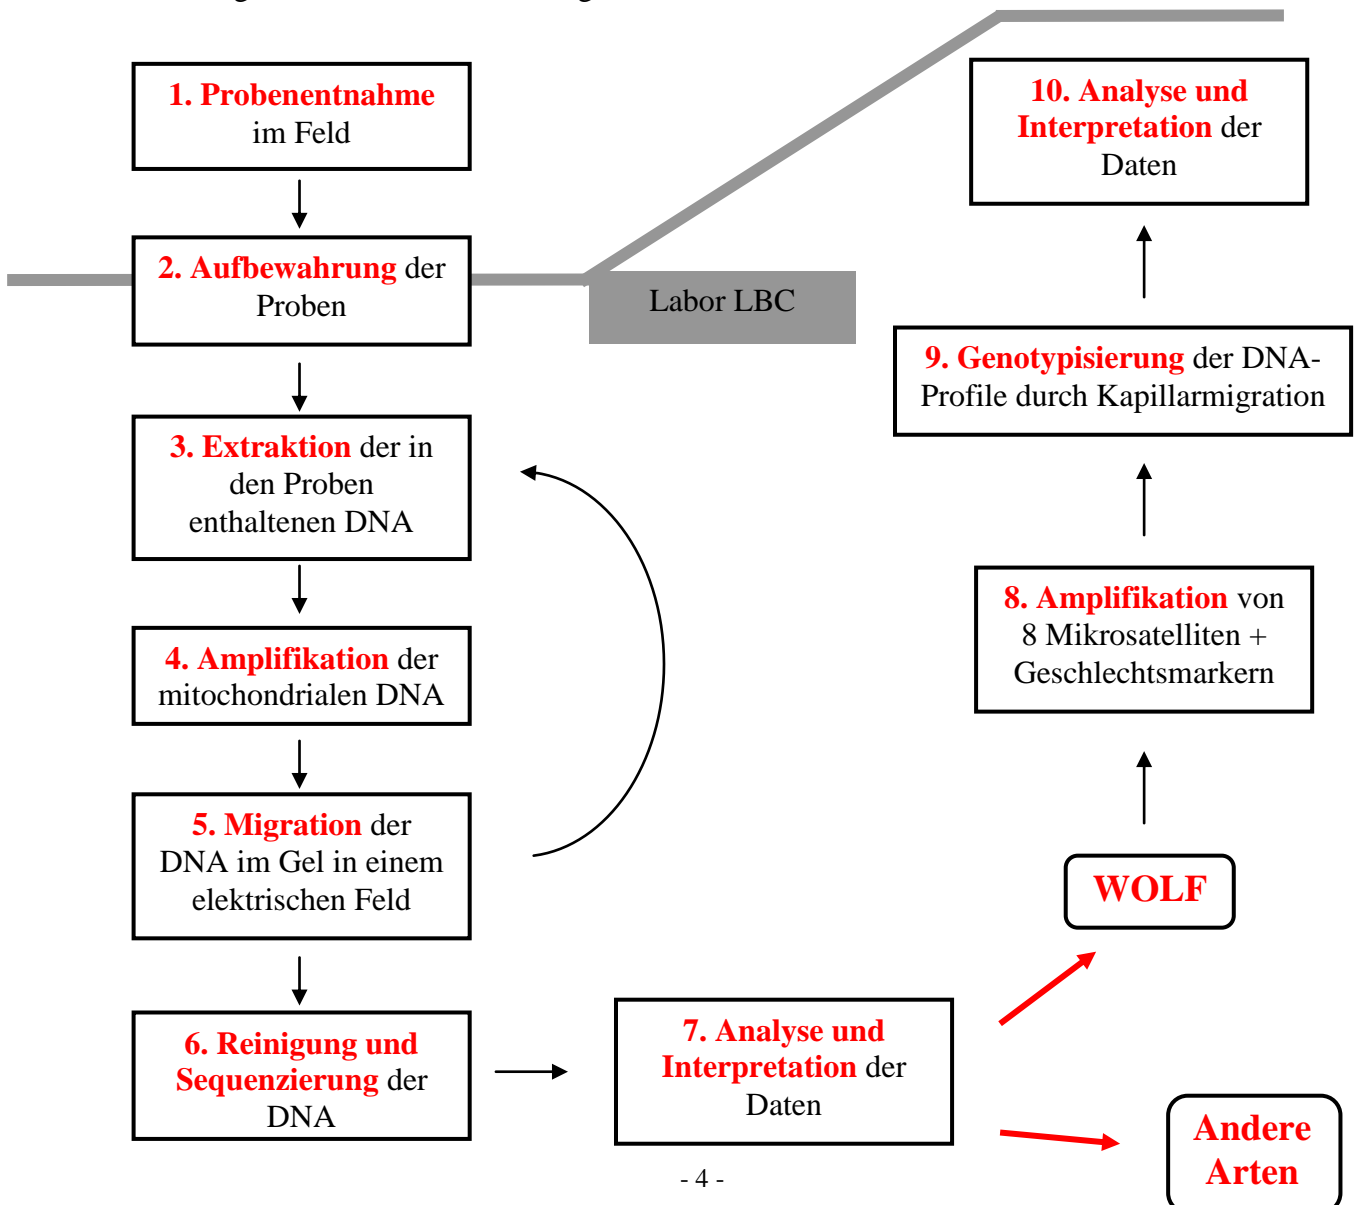 1. Probenentnahme
im Feld
2. Aufbewahrung der
Proben
Labor LBC
3. Extraktion der in
den Proben
enthaltenen DNA
4. Amplifikation der
mitochondrialen DNA
5. Migration der
DNA im Gel in einem
elektrischen Feld
6. Reinigung und
Sequenzierung der
DNA
7. Analyse und
Interpretation der
Daten
WOLF
Andere
Arten
8. Amplifikation von
8 Mikrosatelliten +
Geschlechtsmarkern
9. Genotypisierung der DNA-
Profile durch Kapillarmigration
10. Analyse und
Interpretation der
Daten
- 4 -